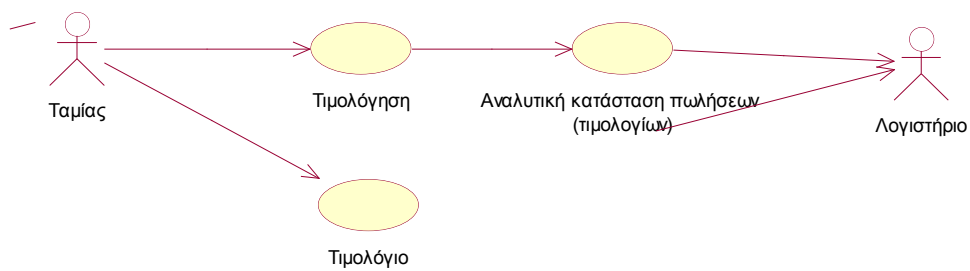 Ταμίας
Τιμολόγηση
Αναλυτική κατάσταση πωλήσεων
(τιμολογίων)
Λογιστήριο
Τιμολόγιο